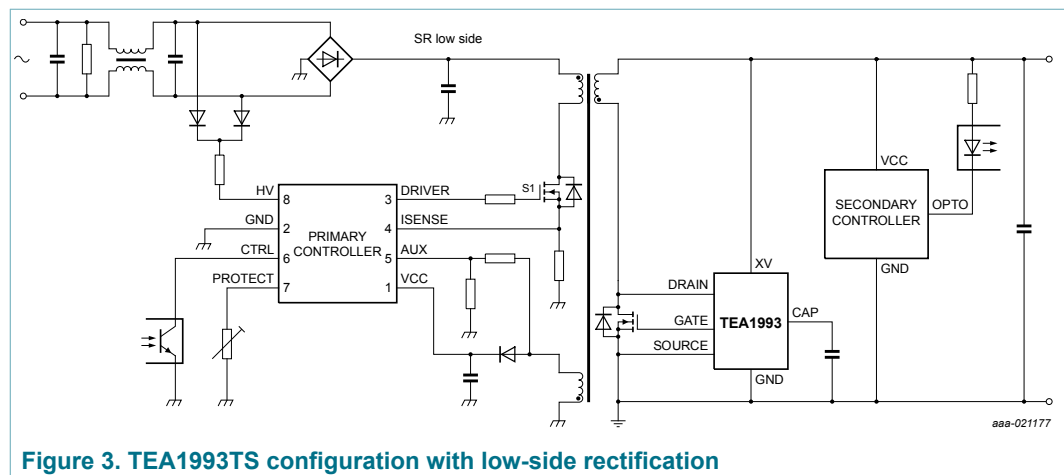 SR low side
HV
8
GND
2
CTRL
6
PROTECT
7
PRIMARY
CONTROLLER
3
DRIVER
4
ISENSE
5
AUX
1
VCC
S1
DRAIN
GATE
SOURCE
XV
TEA1993
CAP
GND
VCC
SECONDARY
CONTROLLER
OPTO
GND
aaa-021177
Figure 3. TEA1993TS configuration with low-side rectification